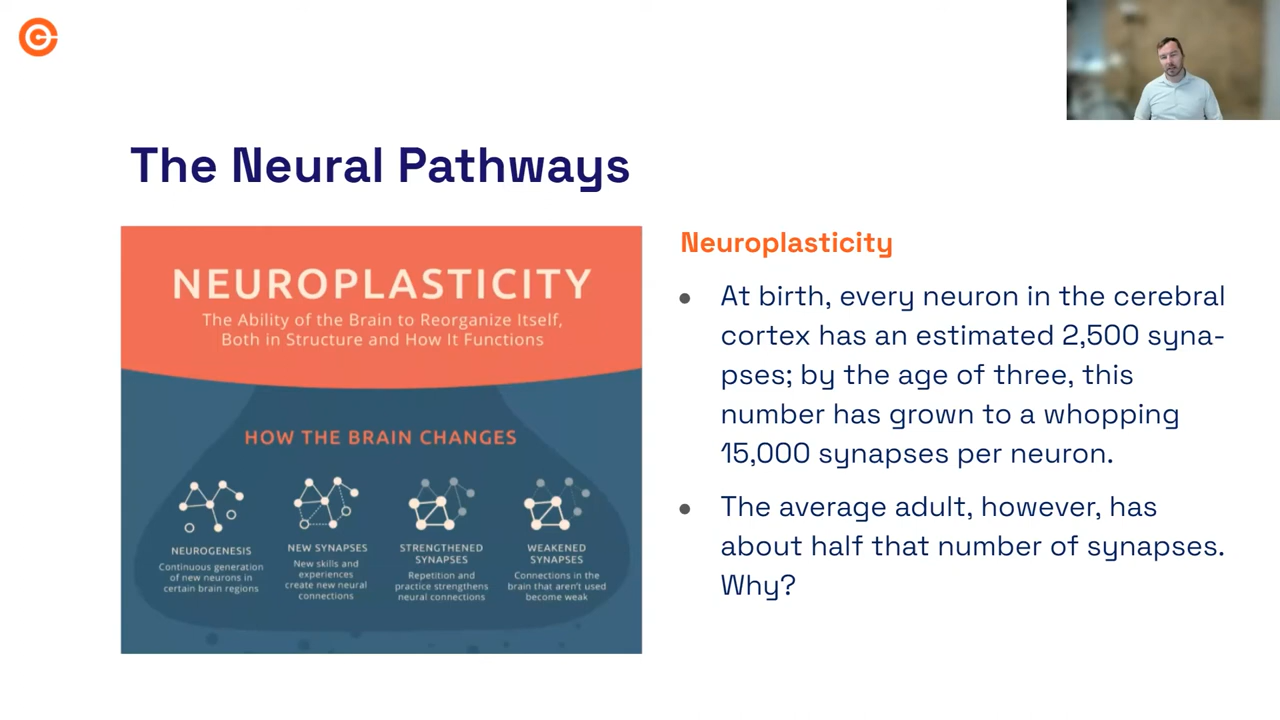 The Neural Pathways
NEUROPLASTICITY
The Ability of the Brain to Reorganize Itself,
Both in Structure and How It Functions
HOW THE BRAIN CHANGES
NEUROGENESIS
Continuous generation
of new neurons in
certain brain regions
NEW SYNAPSES
New skills and
experiences
create new neural
connections
STRENGTHENED
SYNAPSES
Repetition and
practice strengthens
neural connections
WEAKENED
SYNAPSES
Connections in the
brain that aren't used
become weak
Neuroplasticity
• At birth, every neuron in the cerebral
cortex has an estimated 2,500 syna-
pses; by the age of three, this
number has grown to a whopping
15,000 synapses per neuron.
• The average adult, however, has
about half that number of synapses.
Why?